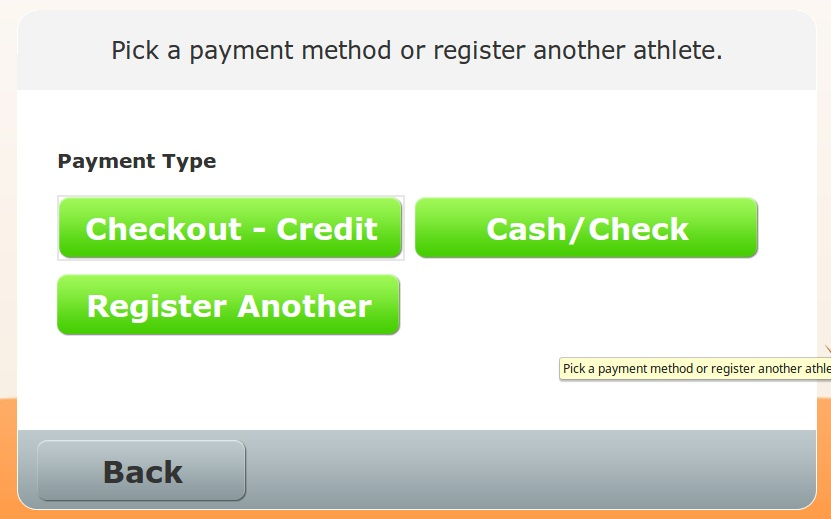 Pick a payment method or register another athlete.
Payment Type
Checkout - Credit
Cash/Check
Register Another
Pick a payment method or register another athle
Back